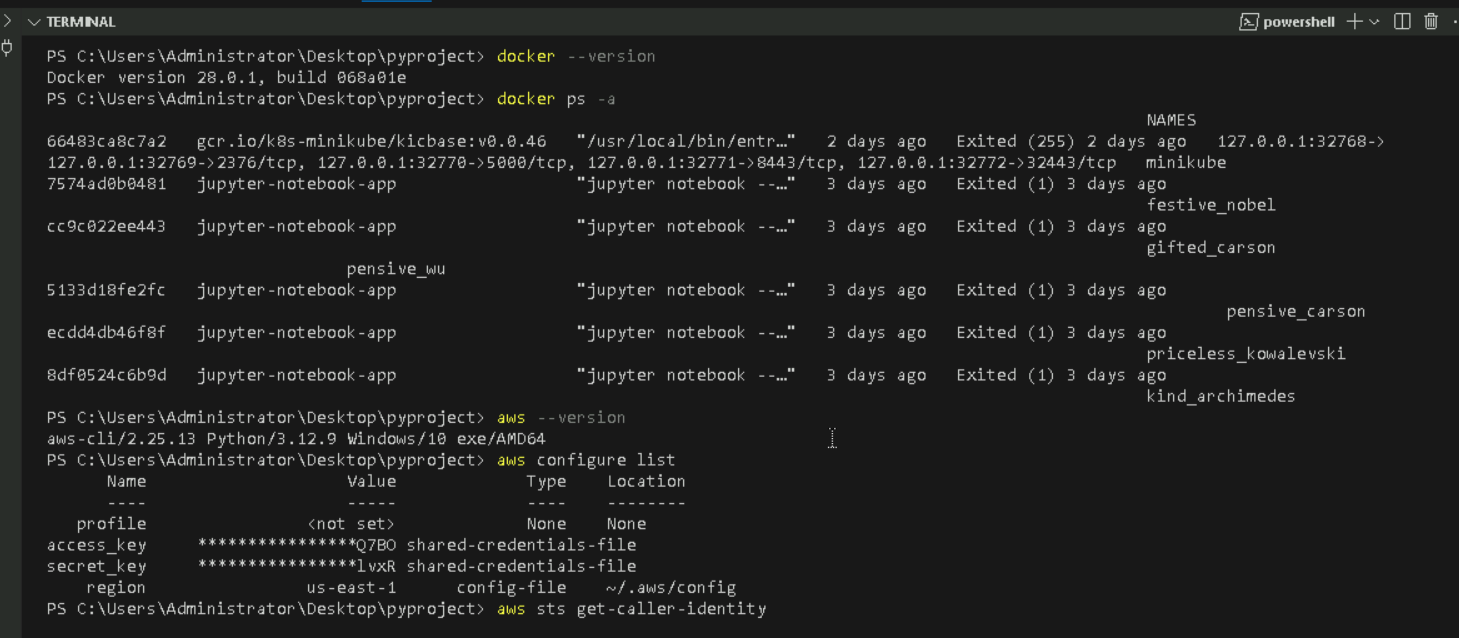 TERMINAL
powershell
PS C:\Users\Administrator\Desktop\pyproject> docker --version
Docker version 28.0.1, build 068a01e
PS C:\Users\Administrator\Desktop\pyproject> docker ps -a
NAMES
66483ca8c7a2 gcr.io/k8s-minikube/kicbase:v0.0.46 "/usr/local/bin/entr…" 2 days ago Exited (255) 2 days ago 127.0.0.1:32768->
127.0.0.1:32769->2376/tcp, 127.0.0.1:32770->5000/tcp, 127.0.0.1:32771->8443/tcp, 127.0.0.1:32772->32443/tcp minikube
7574ad0b0481 jupyter-notebook-app "jupyter notebook --…" 3 days ago Exited (1) 3 days ago
festive_nobel
cc9c022ee443 jupyter-notebook-app "jupyter notebook --…" 3 days ago Exited (1) 3 days ago
gifted_carson
pensive_wu
5133d18fe2fc jupyter-notebook-app "jupyter notebook --…" 3 days ago Exited (1) 3 days ago
pensive_carson
ecdd4db46f8f jupyter-notebook-app "jupyter notebook --…" 3 days ago Exited (1) 3 days ago
priceless_kowalevski
8df0524c6b9d jupyter-notebook-app "jupyter notebook --…" 3 days ago Exited (1) 3 days ago
kind_archimedes
PS C:\Users\Administrator\Desktop\pyproject> aws --version
aws-cli/2.25.13 Python/3.12.9 Windows/10 exe/AMD64
PS C:\Users\Administrator\Desktop\pyproject> aws configure list
Name Value Type Location
---- ----- ---- --------
profile <not set> None None
access_key ****************Q7BO shared-credentials-file
secret_key ****************lvxR shared-credentials-file
region us-east-1 config-file ~/.aws/config
PS C:\Users\Administrator\Desktop\pyproject> aws sts get-caller-identity